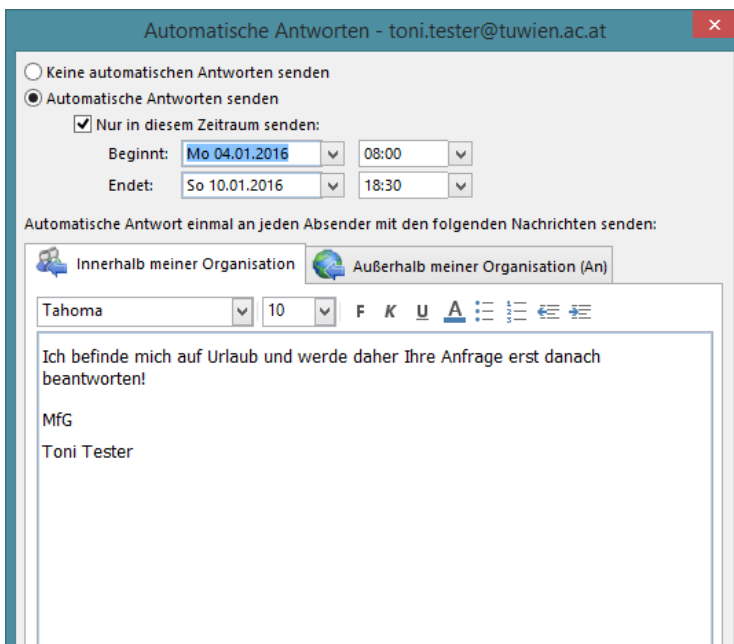 Automatische Antworten - toni.tester@tuwien.ac.at
Keine automatischen Antworten senden
Automatische Antworten senden
Nur in diesem Zeitraum senden:
Beginnt: Mo 04.01.2016 08:00
Endet: So 10.01.2016 18:30
Automatische Antwort einmal an jeden Absender mit den folgenden Nachrichten senden:
Innerhalb meiner Organisation Außerhalb meiner Organisation (An)
Tahoma 10 F K U A
Ich befinde mich auf Urlaub und werde daher Ihre Anfrage erst danach
beantworten!
MfG
Toni Tester